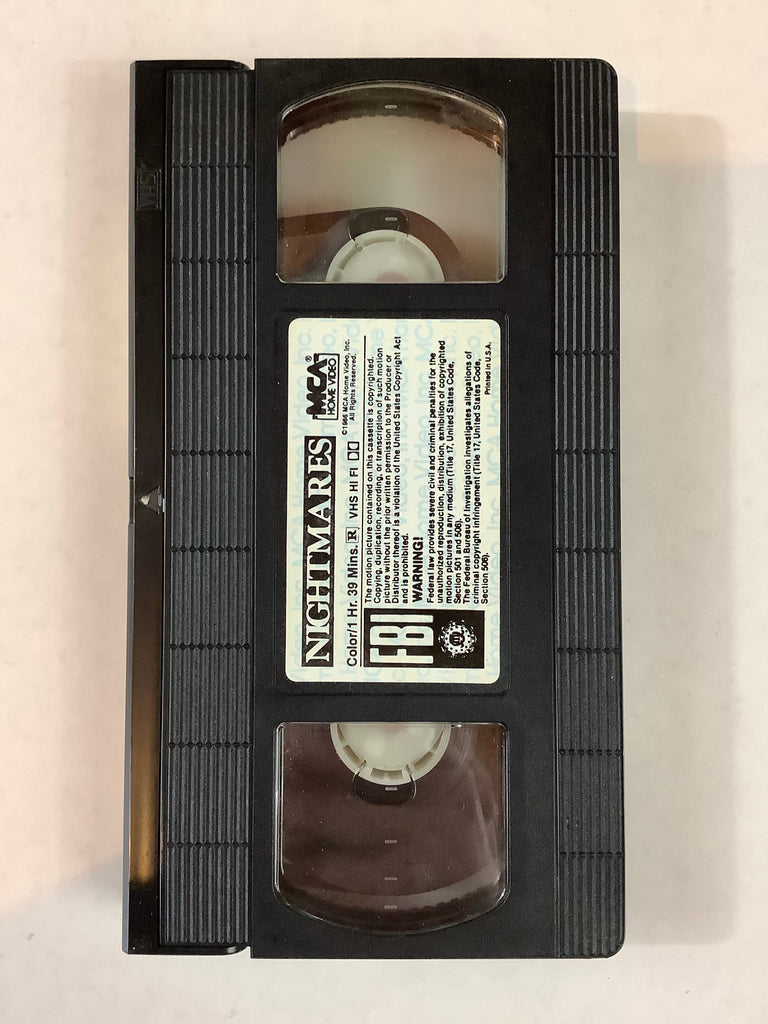 NIGHTMARES
MCA®
HOME VIDEO
©1986 MCA Home Video, Inc.
All Rights Reserved.
Color/1 Hr. 39 Mins. R VHS HI FI
The motion picture contained on this cassette is copyrighted.
Copying, duplication, recording, or transcription of such motion
picture without the prior written permission to the Producer or
Distributor thereof is a violation of the United States Copyright Act
and is prohibited.
FBI
WARNING!
Federal law provides severe civil and criminal penalties for the
unauthorized reproduction, distribution, exhibition of copyrighted
motion pictures in any medium (Title 17, United States Code,
Section 501 and 506).
The Federal Bureau of Investigation investigates allegations of
criminal copyright infringement (Title 17, United States Code,
Section 506).
Printed in U.S.A.
VHS